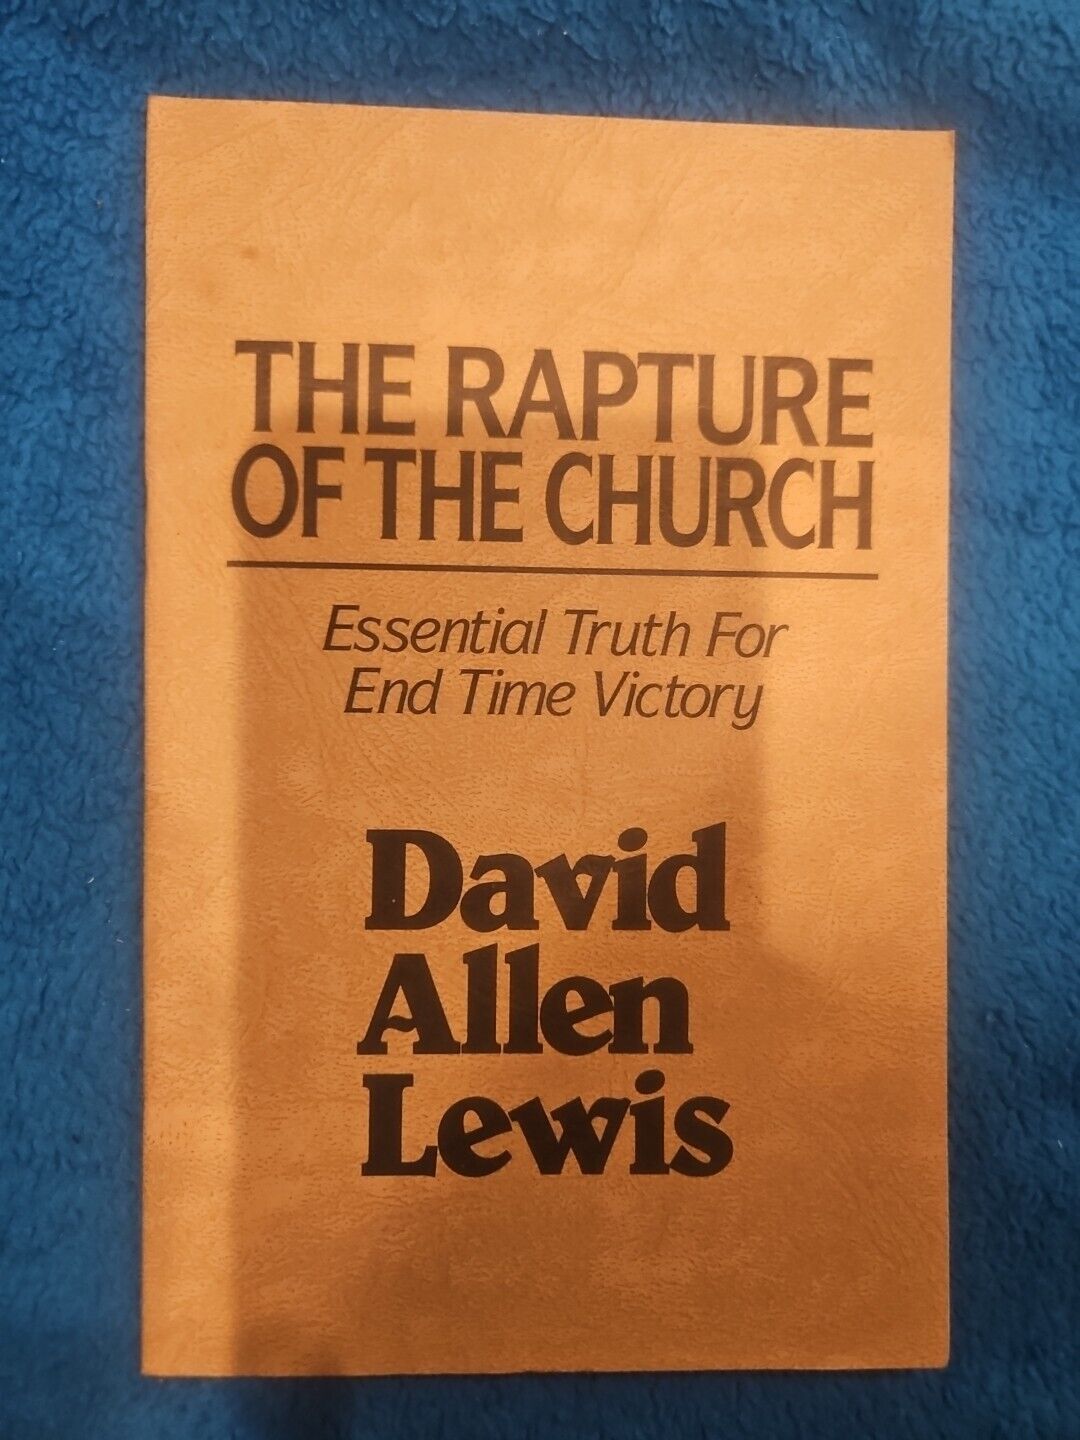 THE RAPTURE
OF THE CHURCH
Essential Truth For
End Time Victory
David
Allen
Lewis